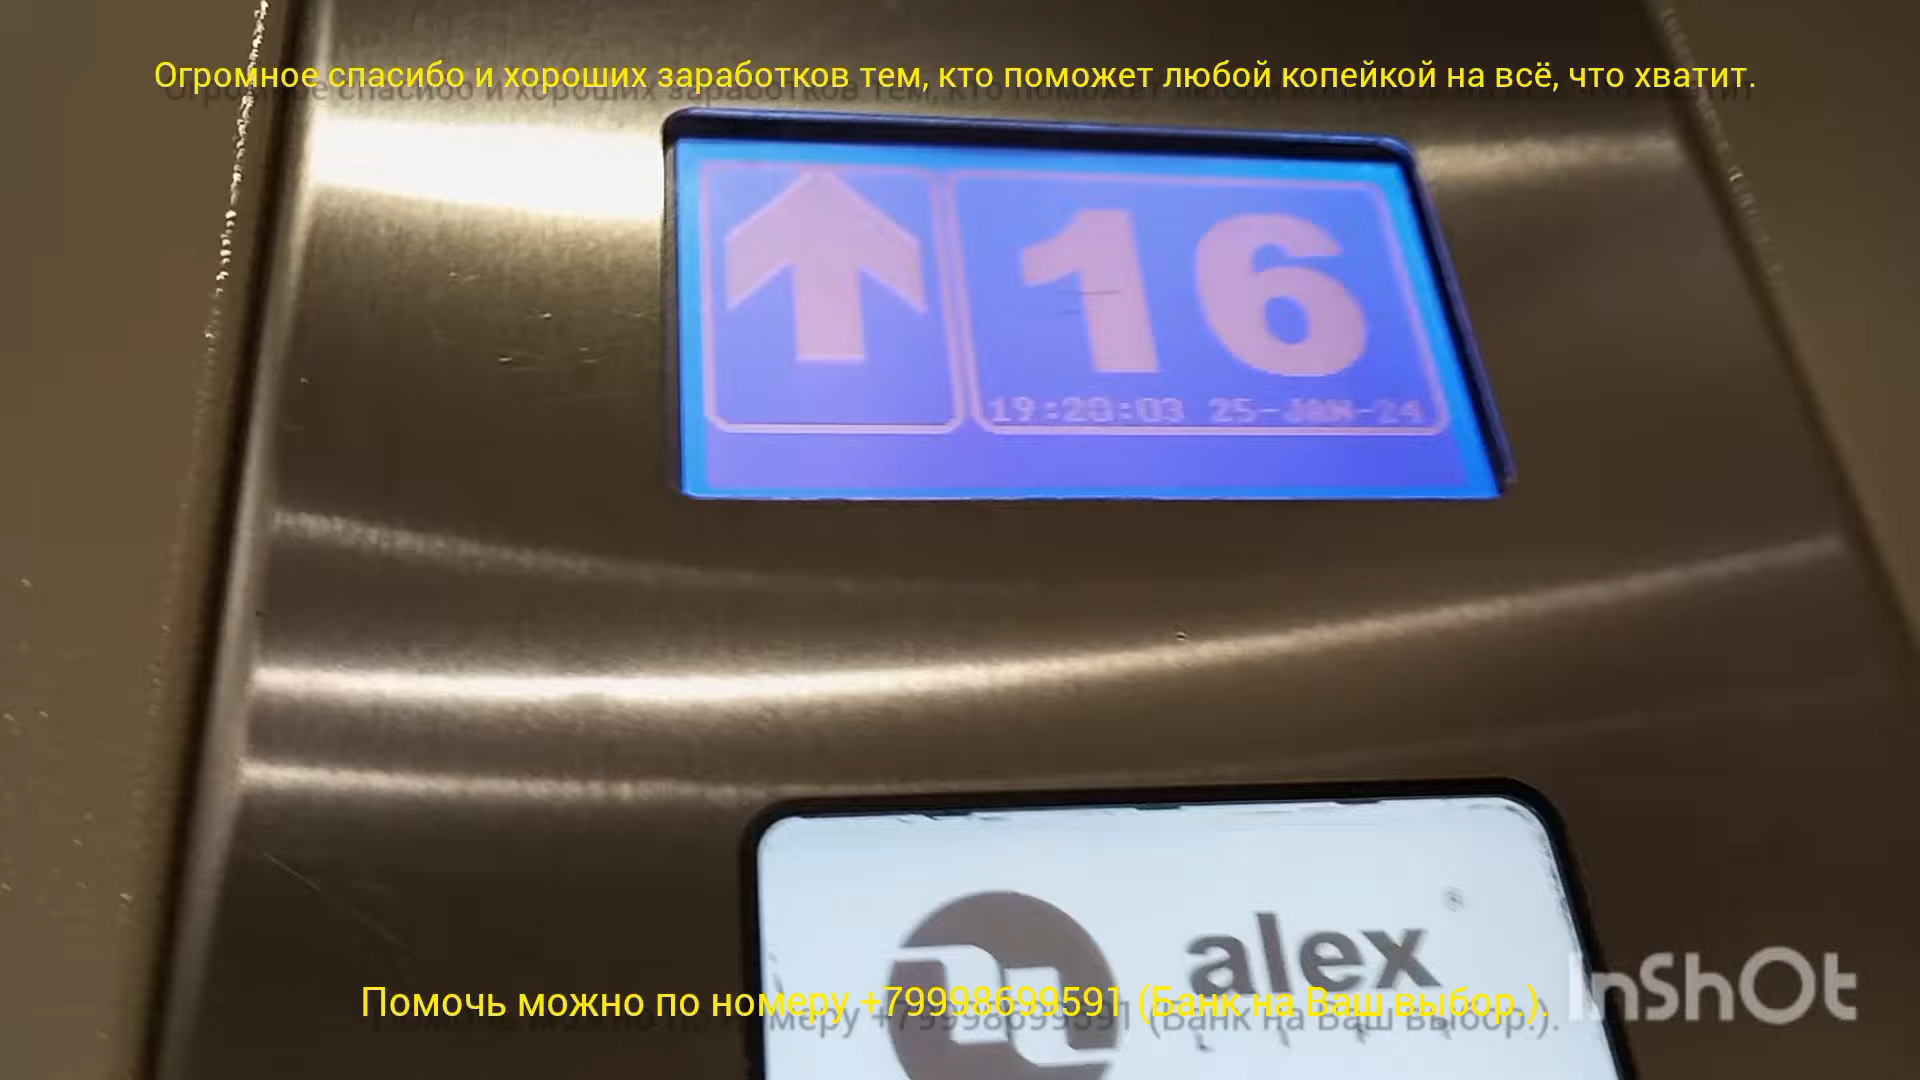 Огромное спасибо и хороших заработков тем, кто поможет любой копейкой на всё, что хватит.
16
19:20:03 25-JAN-24
alex®
Помочь можно по номеру +79998699591 (Банк на Ваш выбор.).
InShOt